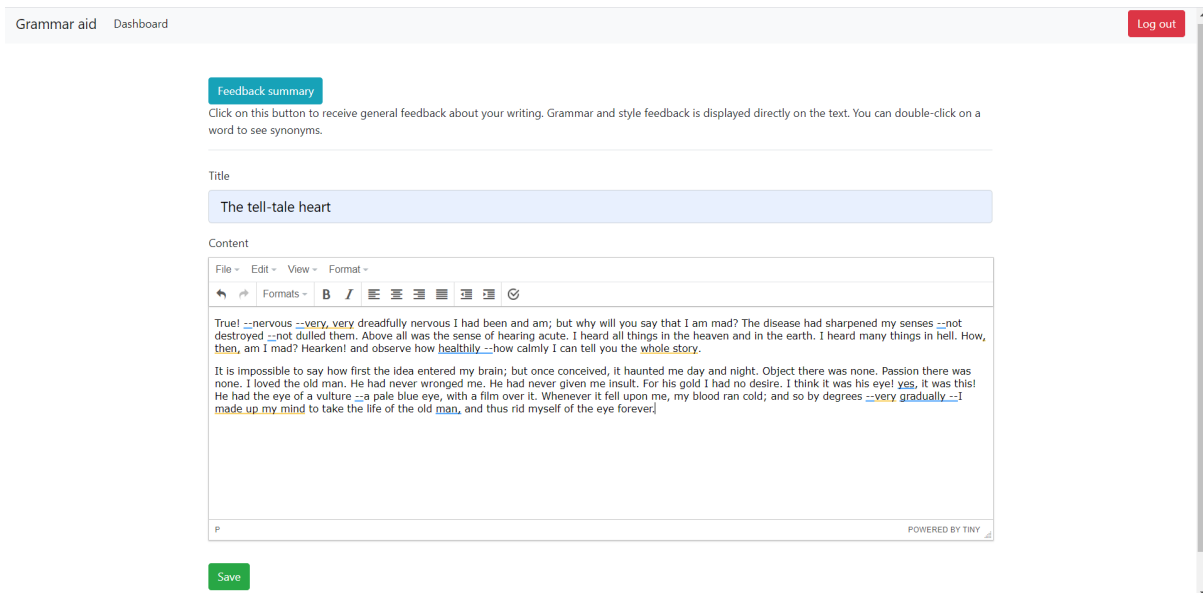 Grammar aid Dashboard Log out
Feedback summary
Click on this button to receive general feedback about your writing. Grammar and style feedback is displayed directly on the text. You can double-click on a
word to see synonyms.
Title
The tell-tale heart
Content
File Edit View Format
Formats B I
True! --nervous --very, very dreadfully nervous I had been and am; but why will you say that I am mad? The disease had sharpened my senses --not
destroyed --not dulled them. Above all was the sense of hearing acute. I heard all things in the heaven and in the earth. I heard many things in hell. How,
then, am I mad? Hearken! and observe how healthily --how calmly I can tell you the whole story.
It is impossible to say how first the idea entered my brain; but once conceived, it haunted me day and night. Object there was none. Passion there was
none. I loved the old man. He had never wronged me. He had never given me insult. For his gold I had no desire. I think it was his eye! yes, it was this!
He had the eye of a vulture --a pale blue eye, with a film over it. Whenever it fell upon me, my blood ran cold; and so by degrees --very gradually --I
made up my mind to take the life of the old man, and thus rid myself of the eye forever.
P POWERED BY TINY
Save